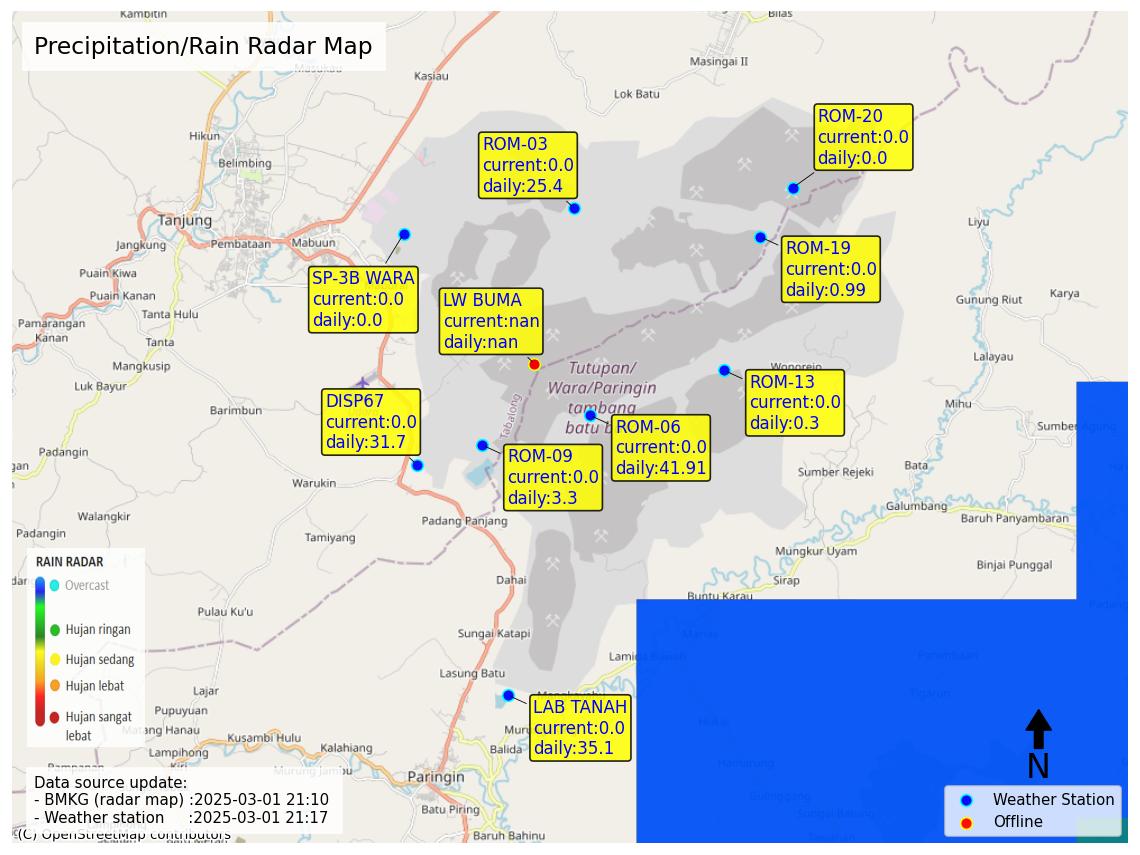 Precipitation/Rain Radar Map
Kambitin
Bilas
Masingai II
Kasiau
Masukau
Lok Batu
Hikun
Belimbing
Tanjung
Jangkung
Pembataan
Mabuun
Puain Kiwa
Puain Kanan
Tanta Hulu
Pamarangan
Kanan
Tanta
Mangkusip
Luk Bayur
Barimbun
Warukin
Walangkir
Padangin
Tamiyang
Padang Panjang
Dahai
Pulau Ku'u
Sungai Katapi
Lasung Batu
Lajar
Pupuyuan
Matang Hanau
Kusambi Hulu
Lampihong
Kalahiang
Murung Jambu
Paringin
Balida
Batu Piring
Baruh Bahinu
Liyu
Gunung Riut
Karya
Lalayau
Mihu
Wonorejo
Sumber Rejeki
Bata
Galumbang
Baruh Panyambaran
Mungkur Uyam
Binjai Punggal
Sirap
Buntu Karau
Tabalong
Tutupan/
Wara/Paringin
tambang
batu b
ROM-20
current:0.0
daily:0.0
ROM-03
current:0.0
daily:25.4
ROM-19
current:0.0
daily:0.99
SP-3B WARA
current:0.0
daily:0.0
LW BUMA
current:nan
daily:nan
ROM-13
current:0.0
daily:0.3
DISP67
current:0.0
daily:31.7
ROM-06
current:0.0
daily:41.91
ROM-09
current:0.0
daily:3.3
LAB TANAH
current:0.0
daily:35.1
RAIN RADAR
Overcast
Hujan ringan
Hujan sedang
Hujan lebat
Hujan sangat
lebat
Data source update:
- BMKG (radar map) :2025-03-01 21:10
- Weather station :2025-03-01 21:17
(C) OpenStreetMap contributors
N
Weather Station
Offline